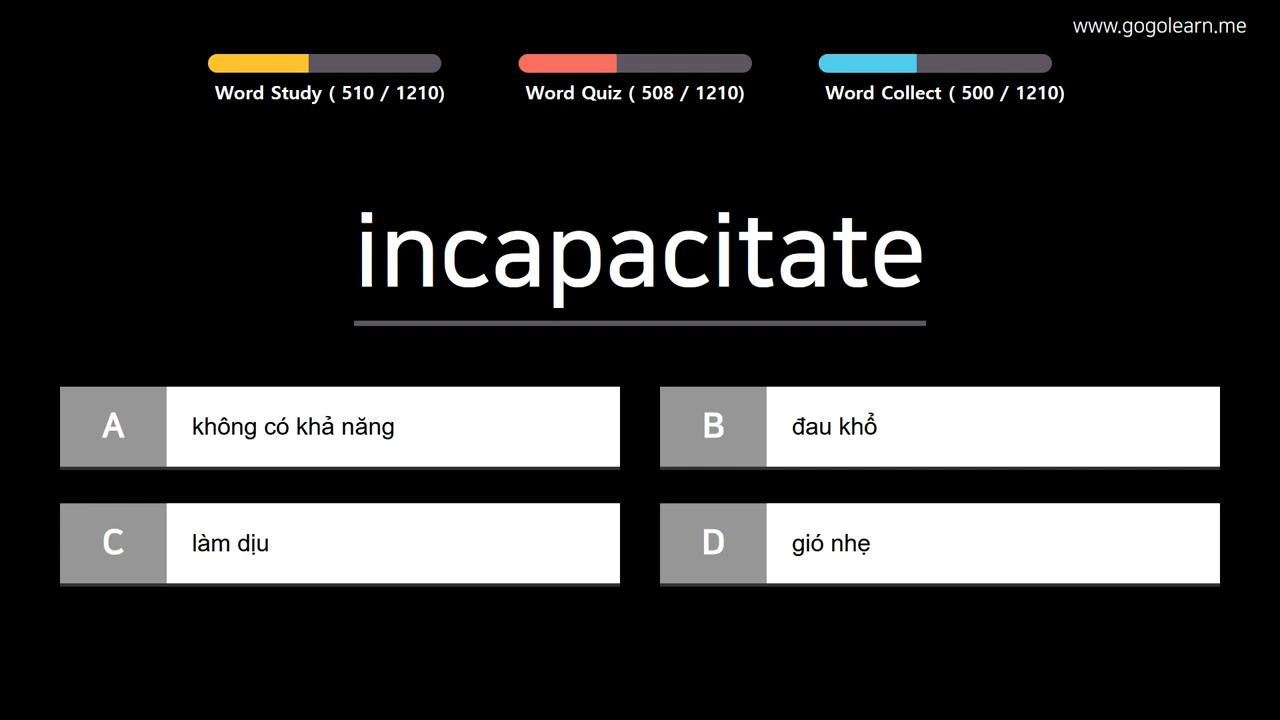 www.gogolearn.me
Word Study ( 510 / 1210)
Word Quiz ( 508 / 1210)
Word Collect ( 500 / 1210)
incapacitate
A không có khả năng
B đau khổ
C làm dịu
D gió nhẹ